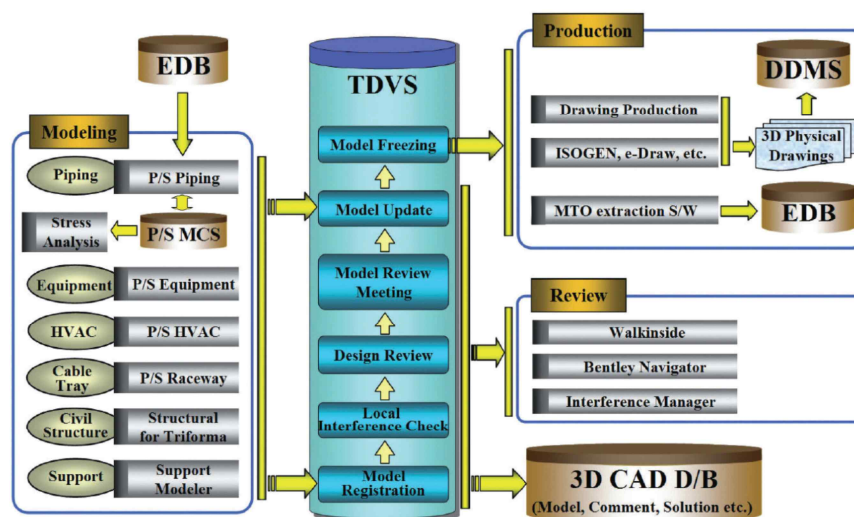 EDB
Modeling
Piping
P/S Piping
Stress
Analysis
P/S MCS
Equipment
P/S Equipment
HVAC
P/S HVAC
Cable
Tray
P/S Raceway
Civil
Structure
Structural
for Triforma
Support
Support
Modeler
TDVS
Model Freezing
Model Update
Model Review
Meeting
Design Review
Local
Interference Check
Model
Registration
Production
DDMS
Drawing Production
ISOGEN, e-Draw, etc.
3D Physical
Drawings
MTO extraction S/W
EDB
Review
Walkinside
Bentley Navigator
Interference Manager
3D CAD D/B
(Model, Comment, Solution etc.)